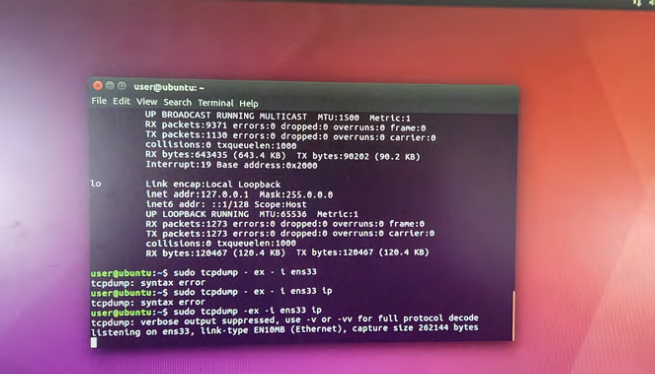 user@ubuntu: ~
File Edit View Search Terminal Help
UP BROADCAST RUNNING MULTICAST MTU:1500 Metric:1
RX packets:9371 errors:0 dropped:0 overruns:0 frame:0
TX packets:1130 errors:0 dropped:0 overruns:0 carrier:0
collisions:0 txqueuelen:1000
RX bytes:643435 (643.4 KB) TX bytes:90202 (90.2 KB)
Interrupt:19 Base address:0x2000
lo Link encap:Local Loopback
inet addr:127.0.0.1 Mask:255.0.0.0
inet6 addr: ::1/128 Scope:Host
UP LOOPBACK RUNNING MTU:65536 Metric:1
RX packets:1273 errors:0 dropped:0 overruns:0 frame:0
TX packets:1273 errors:0 dropped:0 overruns:0 carrier:0
collisions:0 txqueuelen:1000
RX bytes:120467 (120.4 KB) TX bytes:120467 (120.4 KB)
user@ubuntu:~$ sudo tcpdump - ex - i ens33
tcpdump: syntax error
user@ubuntu:~$ sudo tcpdump - ex - i ens33 ip
tcpdump: syntax error
user@ubuntu:~$ sudo tcpdump -ex -i ens33 ip
tcpdump: verbose output suppressed, use -v or -vv for full protocol decode
listening on ens33, link-type EN10MB (Ethernet), capture size 262144 bytes